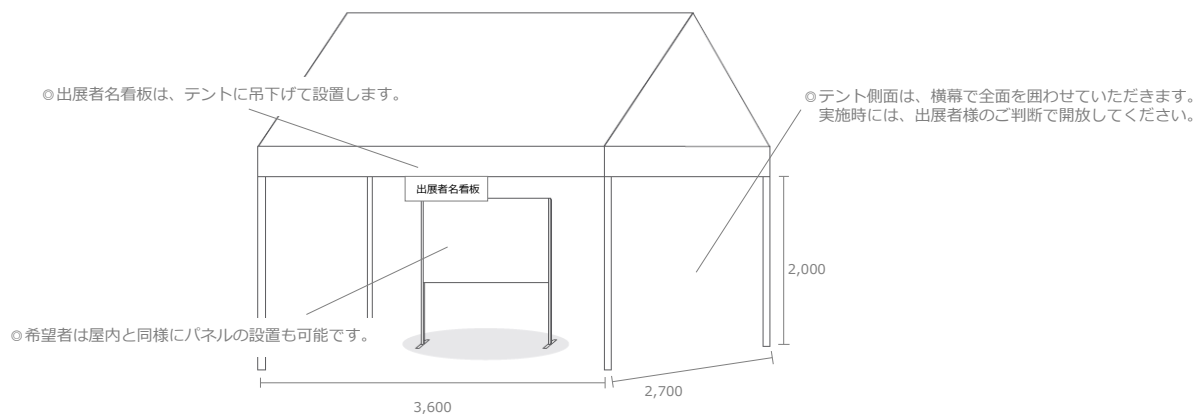 ◎出展者名看板は、テントに吊下げて設置します。
◎テント側面は、横幕で全面を囲わせていただきます。
実施時には、出展者様のご判断で開放してください。
出展者名看板
2,000
◎希望者は屋内と同様にパネルの設置も可能です。
2,700
3,600